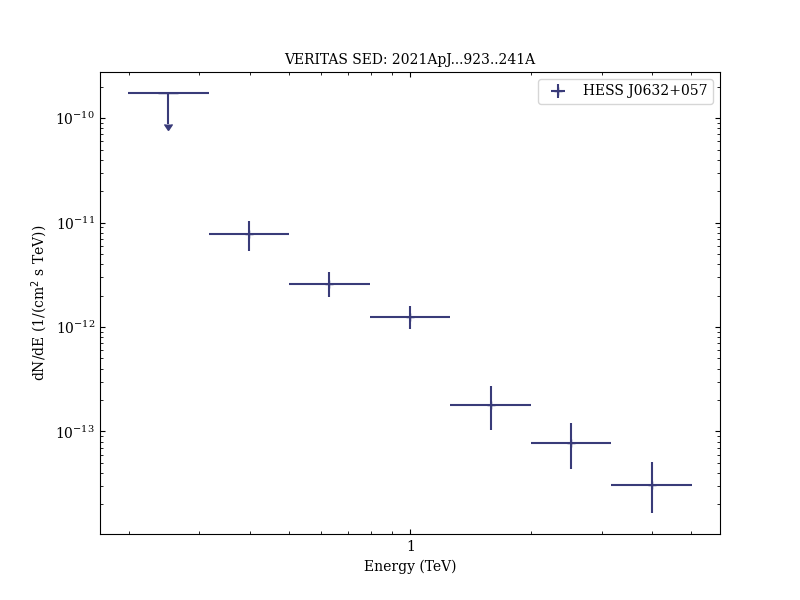 VERITAS SED: 2021ApJ...923..241A
HESS J0632+057
10⁻¹⁰
10⁻¹¹
10⁻¹²
10⁻¹³
dN/dE (1/(cm² s TeV))
1
Energy (TeV)